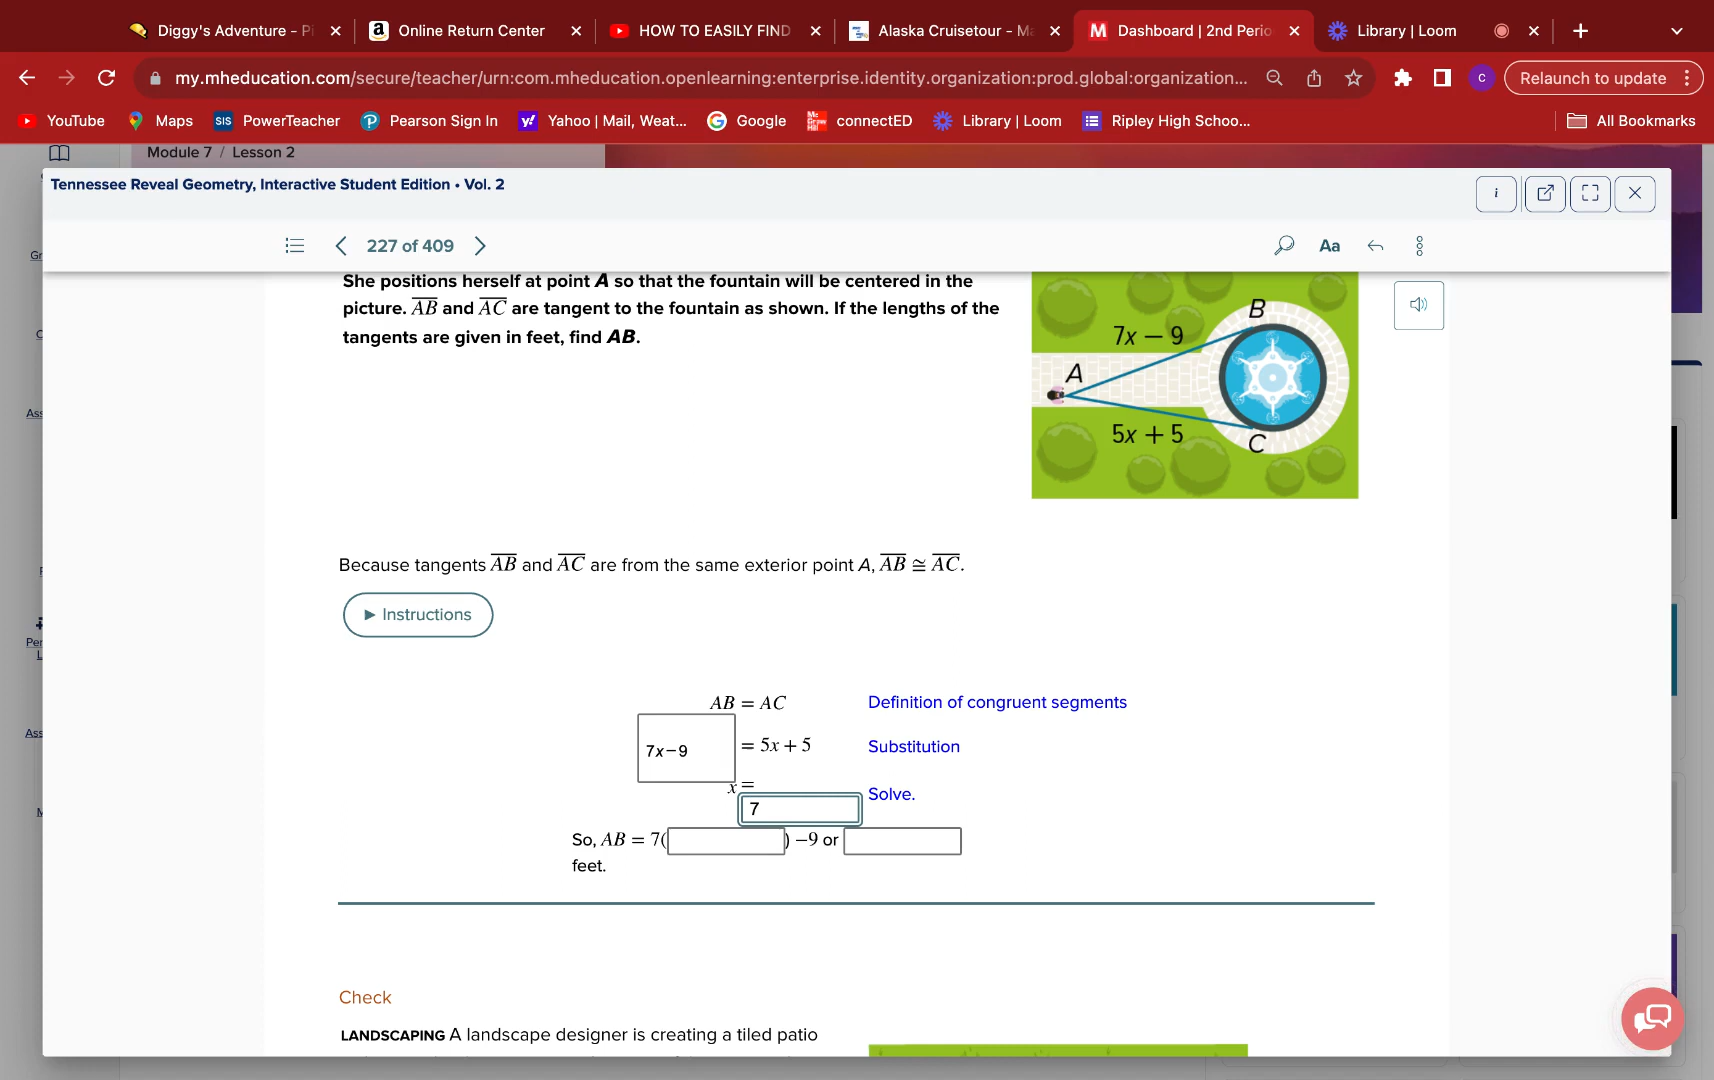 Diggy's Adventure - Pi
Online Return Center
HOW TO EASILY FIND
Alaska Cruisetour - Ma
Dashboard | 2nd Perio
Library | Loom
my.mheducation.com/secure/teacher/urn:com.mheducation.openlearning:enterprise.identity.organization:prod.global:organization...
C
Relaunch to update
YouTube
Maps
SIS PowerTeacher
Pearson Sign In
Yahoo | Mail, Weat...
Google
connectED
Library | Loom
Ripley High Schoo...
All Bookmarks
Module 7 / Lesson 2
Tennessee Reveal Geometry, Interactive Student Edition • Vol. 2
i
227 of 409
Aa
She positions herself at point A so that the fountain will be centered in the
picture. AB and AC are tangent to the fountain as shown. If the lengths of the
tangents are given in feet, find AB.
B
7x − 9
A
5x + 5
C
Because tangents AB and AC are from the same exterior point A, AB ≅ AC.
Instructions
AB = AC Definition of congruent segments
7x−9 = 5x + 5 Substitution
x =
7 Solve.
So, AB = 7( ) −9 or
feet.
Check
LANDSCAPING A landscape designer is creating a tiled patio